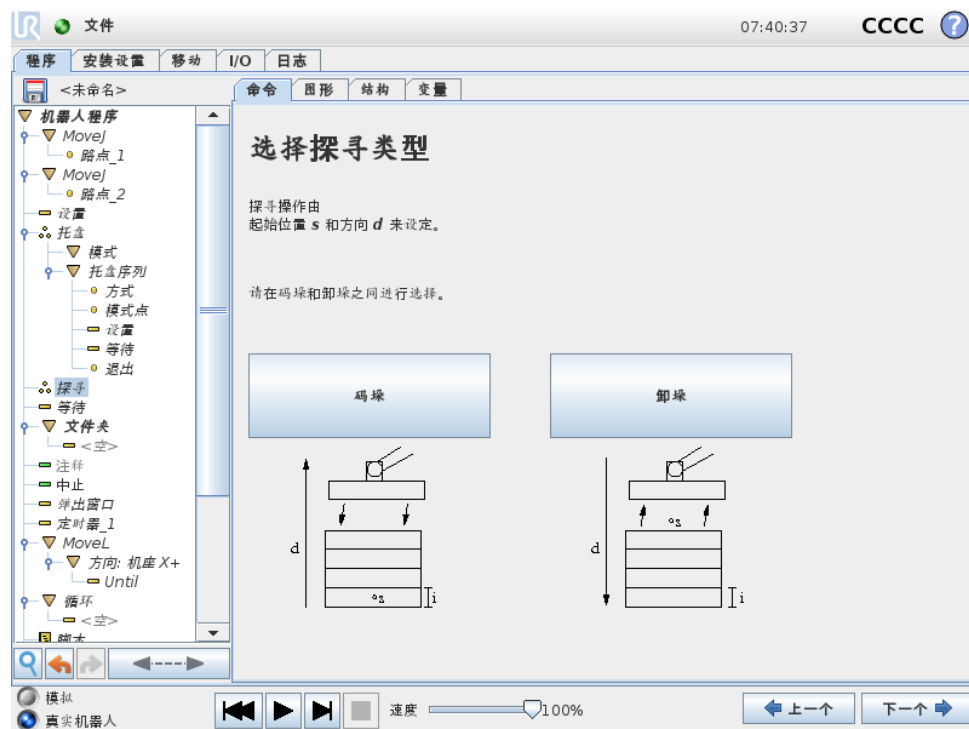 UR 文件 07:40:37 CCCC ?
程序 安装设置 移动 I/O 日志
<未命名>
命令 图形 结构 变量
机器人程序
MoveJ
路点_1
MoveJ
路点_2
设置
托盘
模式
托盘序列
方式
模式点
设置
等待
退出
探寻
等待
文件夹
<空>
注释
中止
弹出窗口
定时器_1
MoveL
方向: 机座 X+
Until
循环
<空>
脚本
选择探寻类型
探寻操作由
起始位置 s 和方向 d 来设定。
请在码垛和卸垛之间进行选择。
码垛 卸垛
d s i
d s i
模拟
真实机器人
速度 100%
上一个 下一个